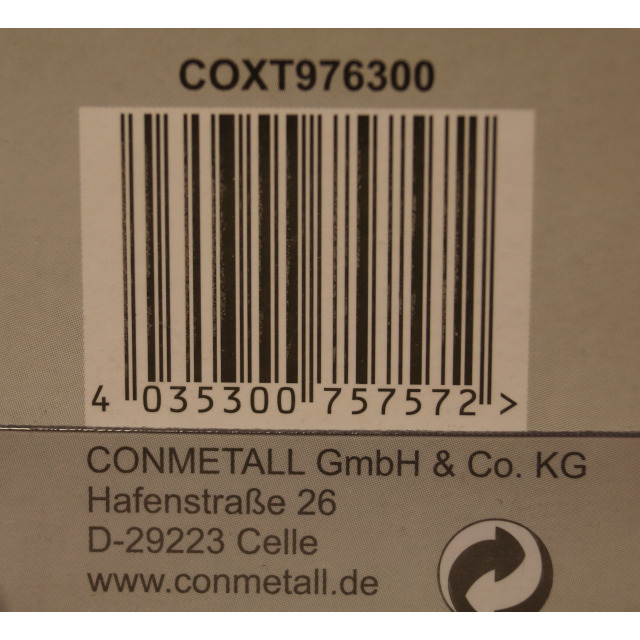 COXT976300
4 035300 757572 >
CONMETALL GmbH & Co. KG
Hafenstraße 26
D-29223 Celle
www.conmetall.de